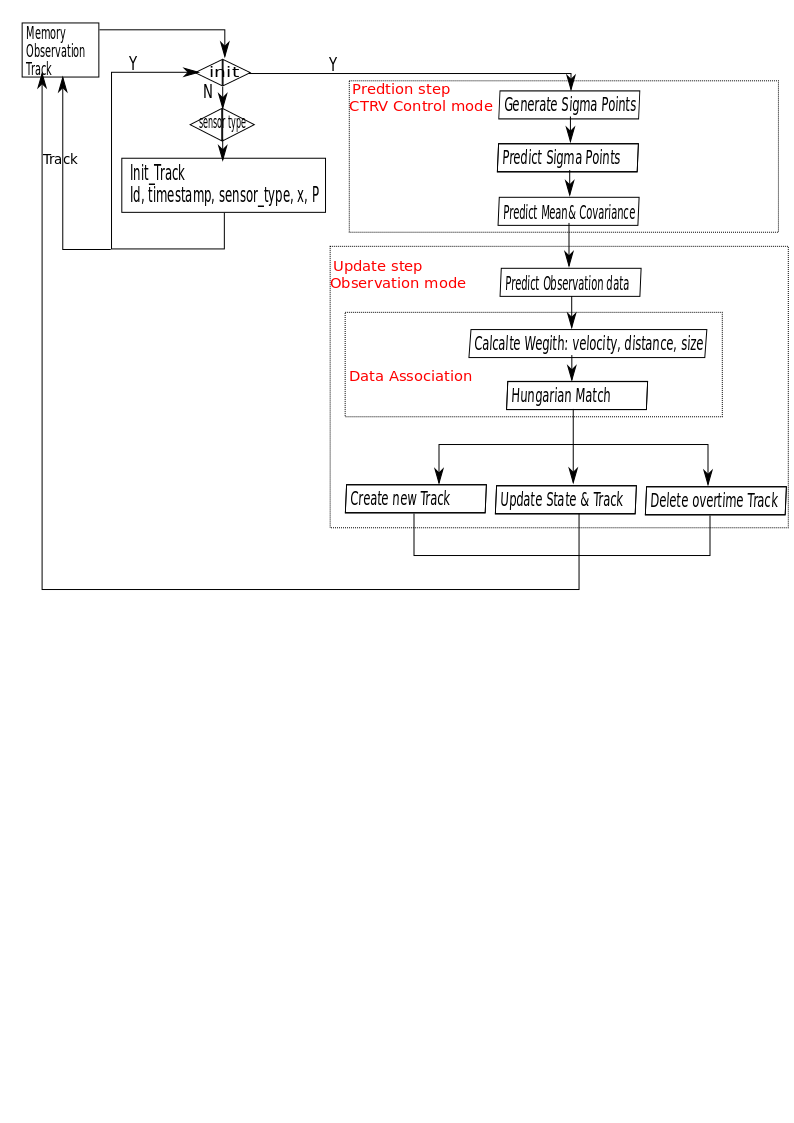 Memory
Observation
Track
Y
init
Y
N
sensor type
Track
Init_Track
Id, timestamp, sensor_type, x, P
Predtion step
CTRV Control mode
Generate Sigma Points
Predict Sigma Points
Predict Mean& Covariance
Update step
Observation mode
Predict Observation data
Calcalte Wegith: velocity, distance, size
Data Association
Hungarian Match
Create new Track
Update State & Track
Delete overtime Track